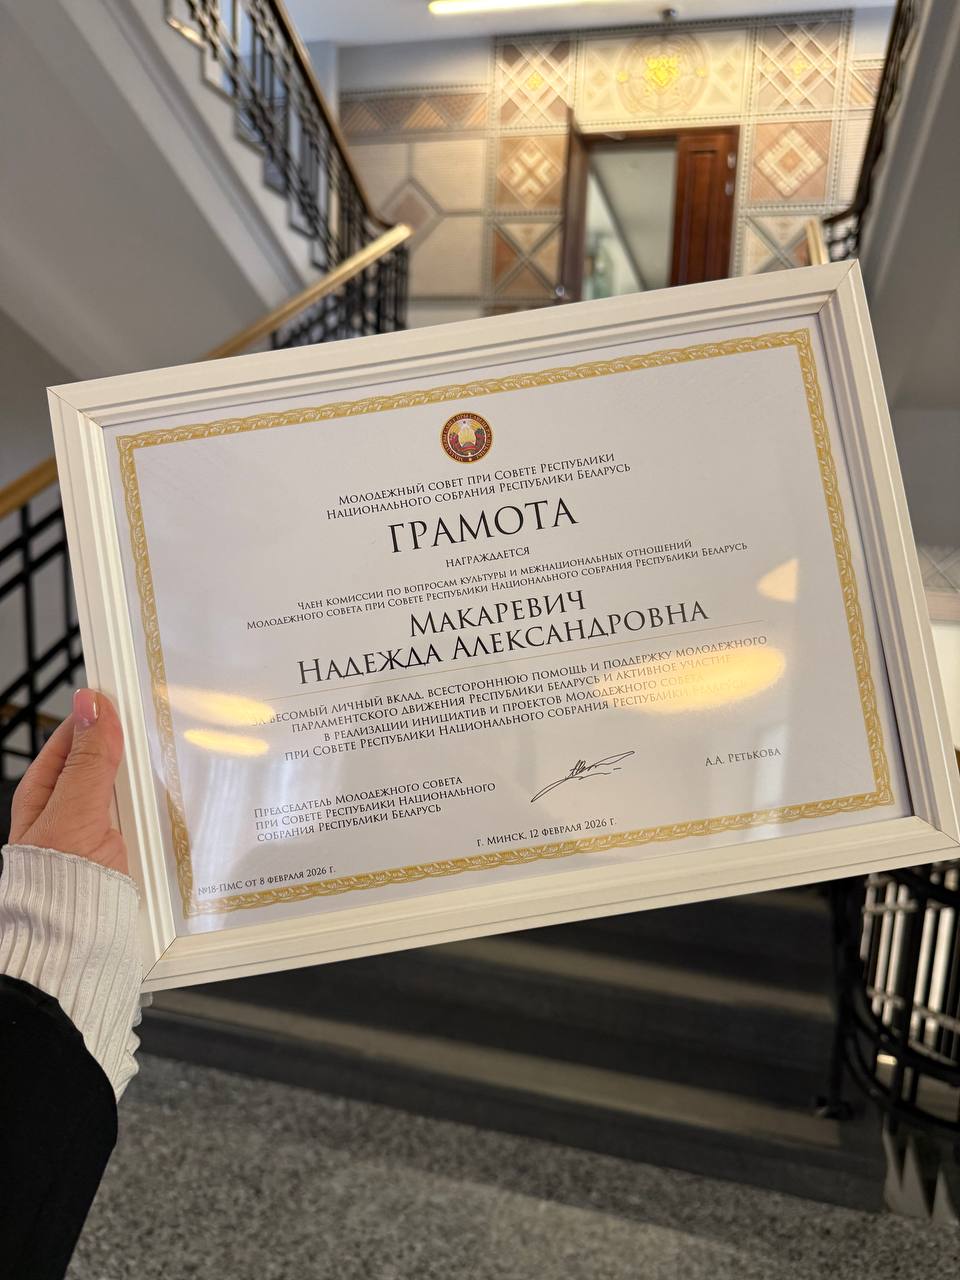 Молодежный совет при Совете Республики
Национального собрания Республики Беларусь
ГРАМОТА
НАГРАЖДАЕТСЯ
Член комиссии по вопросам культуры и межнациональных отношений
Молодежного совета при Совете Республики Национального собрания Республики Беларусь
Макаревич
Надежда Александровна
за весомый личный вклад, всестороннюю помощь и поддержку молодежного
парламентского движения Республики Беларусь и активное участие
в реализации инициатив и проектов Молодежного совета
при Совете Республики Национального собрания Республики Беларусь
Председатель Молодежного совета
при Совете Республики Национального
собрания Республики Беларусь
А.А. Ретькова
г. Минск, 12 февраля 2026 г.
№18-ПМС от 8 февраля 2026 г.